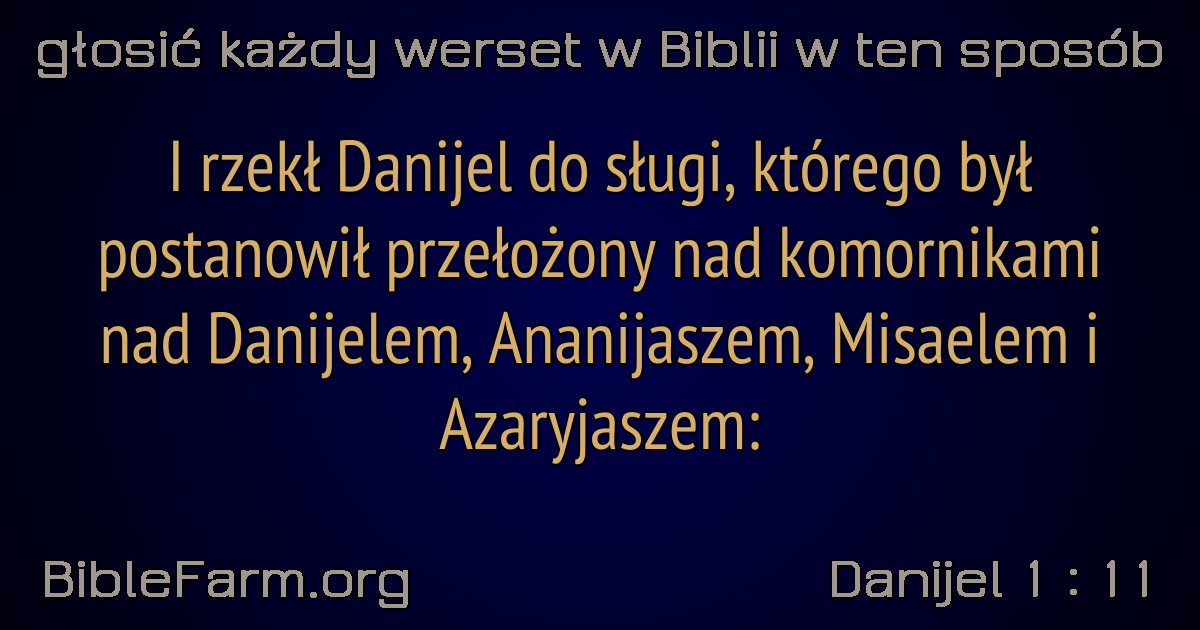 głosić każdy werset w Biblii w ten sposób
I rzekł Danijel do sługi, którego był
postanowił przełożony nad komornikami
nad Danijelem, Ananijaszem, Misaelem i
Azaryjaszem:
BibleFarm.org
Danijel 1 : 11